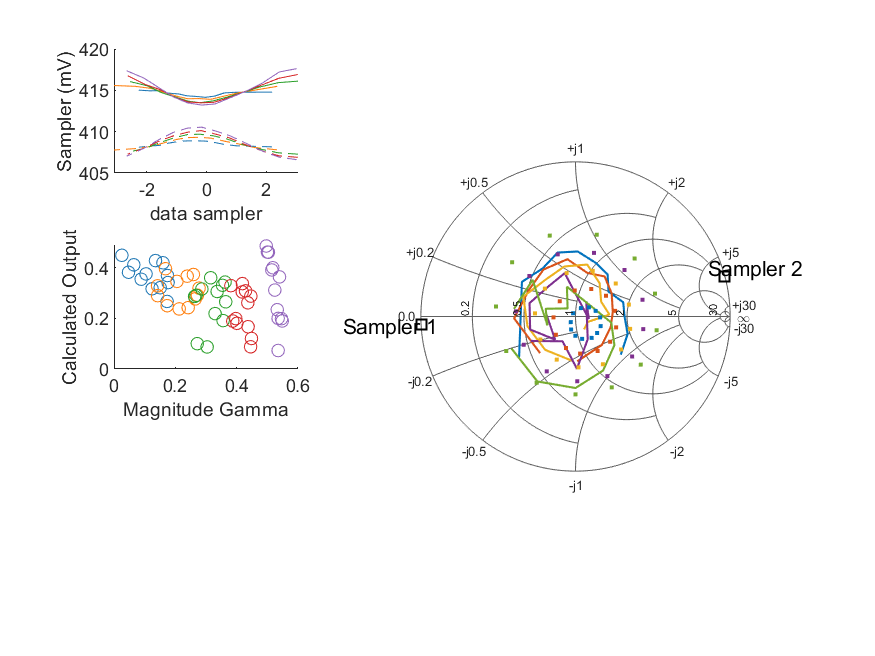 420
415
410
405
Sampler (mV)
-2
0
2
data sampler
0.4
0.2
0
Calculated Output
0
0.2
0.4
0.6
Magnitude Gamma
+j1
+j0.5
+j2
+j0.2
+j5
Sampler 2
0.0
0.2
0.5
1
2
5
30
+j30
∞
-j30
Sampler 1
-j0.2
-j5
-j0.5
-j2
-j1